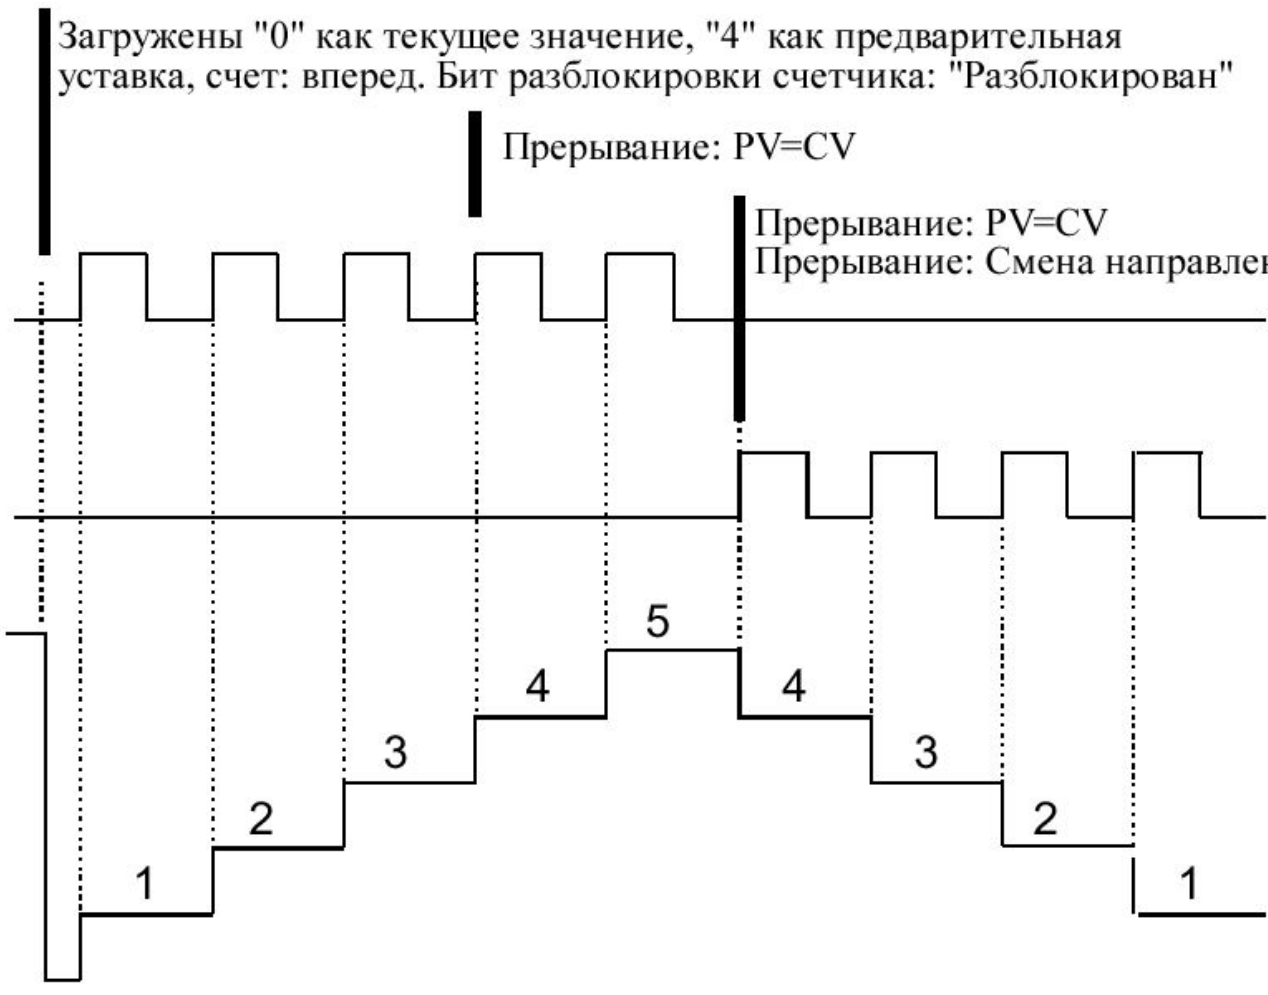 Загружены "0" как текущее значение, "4" как предварительная
уставка, счет: вперед. Бит разблокировки счетчика: "Разблокирован"
Прерывание: PV=CV
Прерывание: PV=CV
Прерывание: Смена
5
4
4
3
3
2
2
1
1